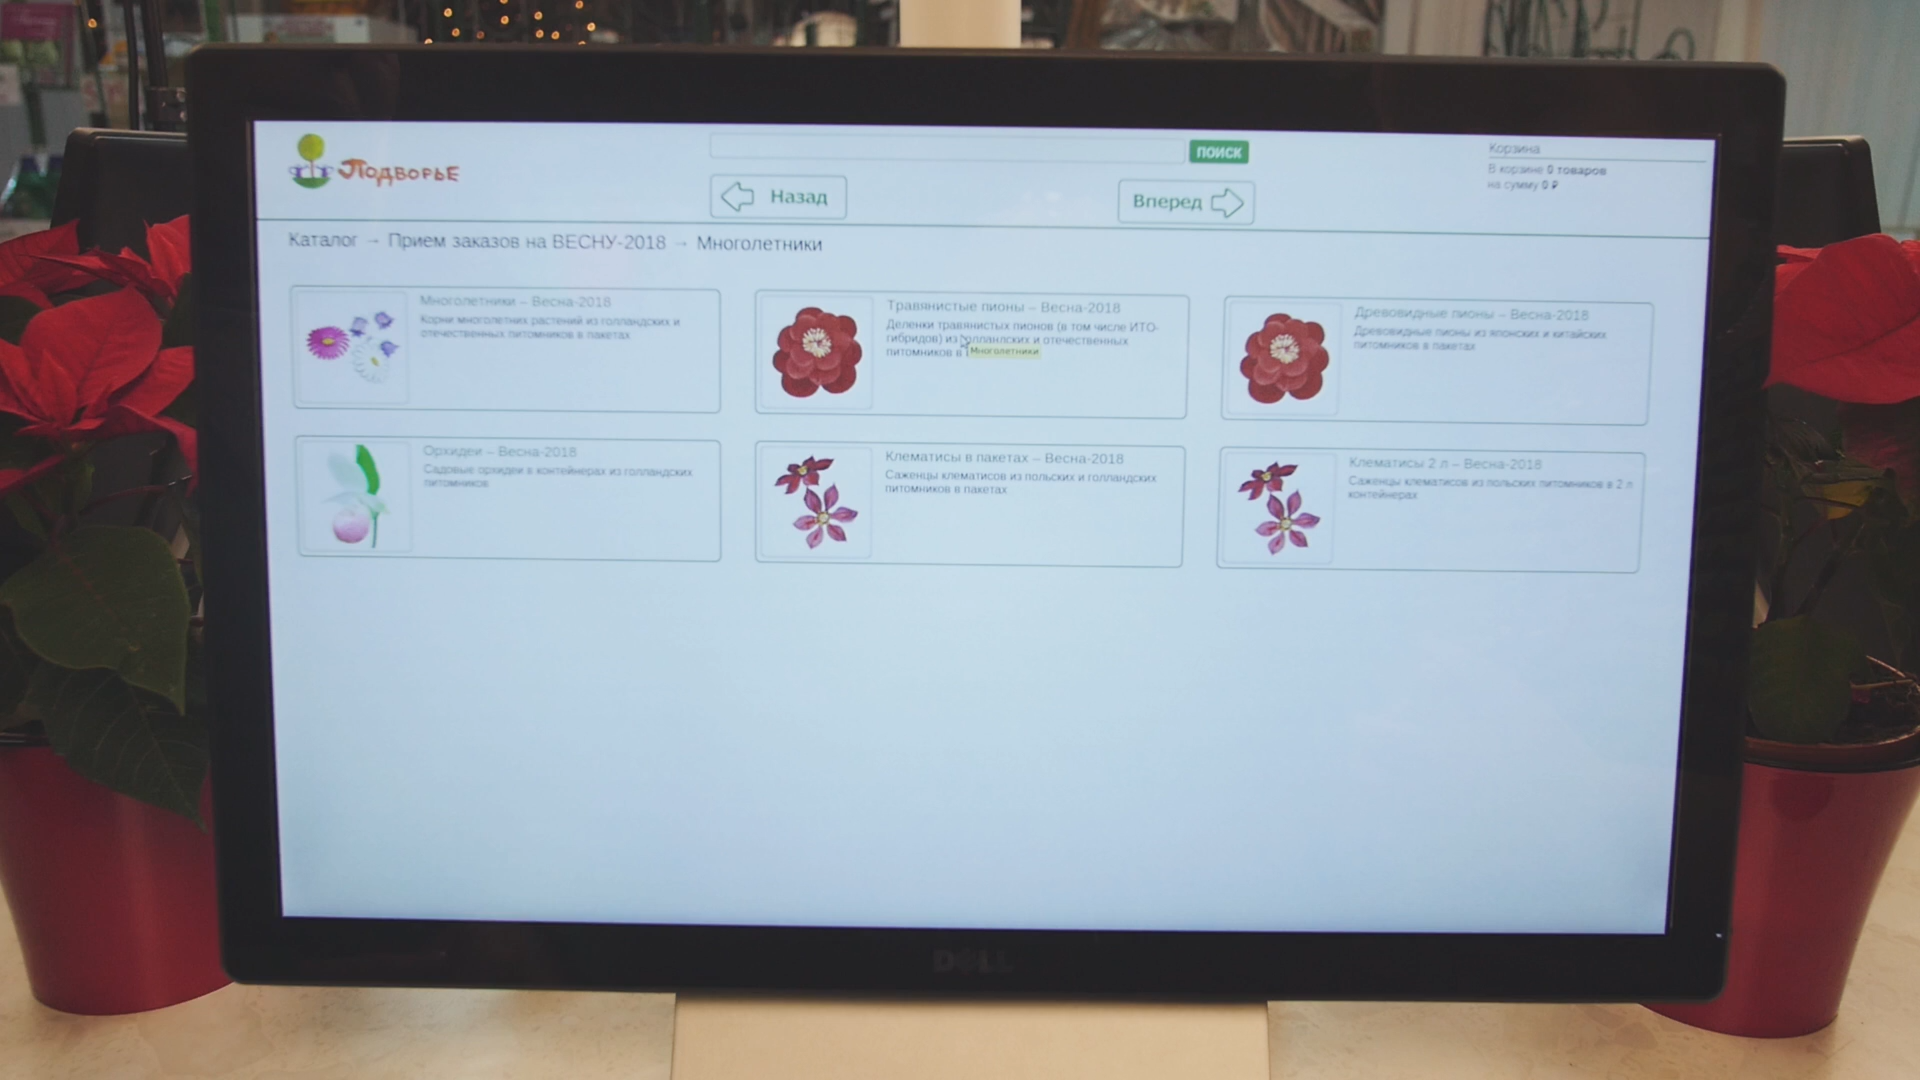 Подворье
ПОИСК
Корзина
В корзине 0 товаров
на сумму 0 ₽
Назад
Вперед
Каталог → Прием заказов на ВЕСНУ-2018 → Многолетники
Многолетники – Весна-2018
Корни многолетних растений из голландских и
отечественных питомников в пакетах
Травянистые пионы – Весна-2018
Деленки травянистых пионов (в том числе ИТО-
гибридов) из голландских и отечественных
питомников в
Многолетники
Древовидные пионы – Весна-2018
Древовидные пионы из японских и китайских
питомников в пакетах
Орхидеи – Весна-2018
Садовые орхидеи в контейнерах из голландских
питомников
Клематисы в пакетах – Весна-2018
Саженцы клематисов из польских и голландских
питомников в пакетах
Клематисы 2 л – Весна-2018
Саженцы клематисов из польских питомников в 2 л
контейнерах
DELL